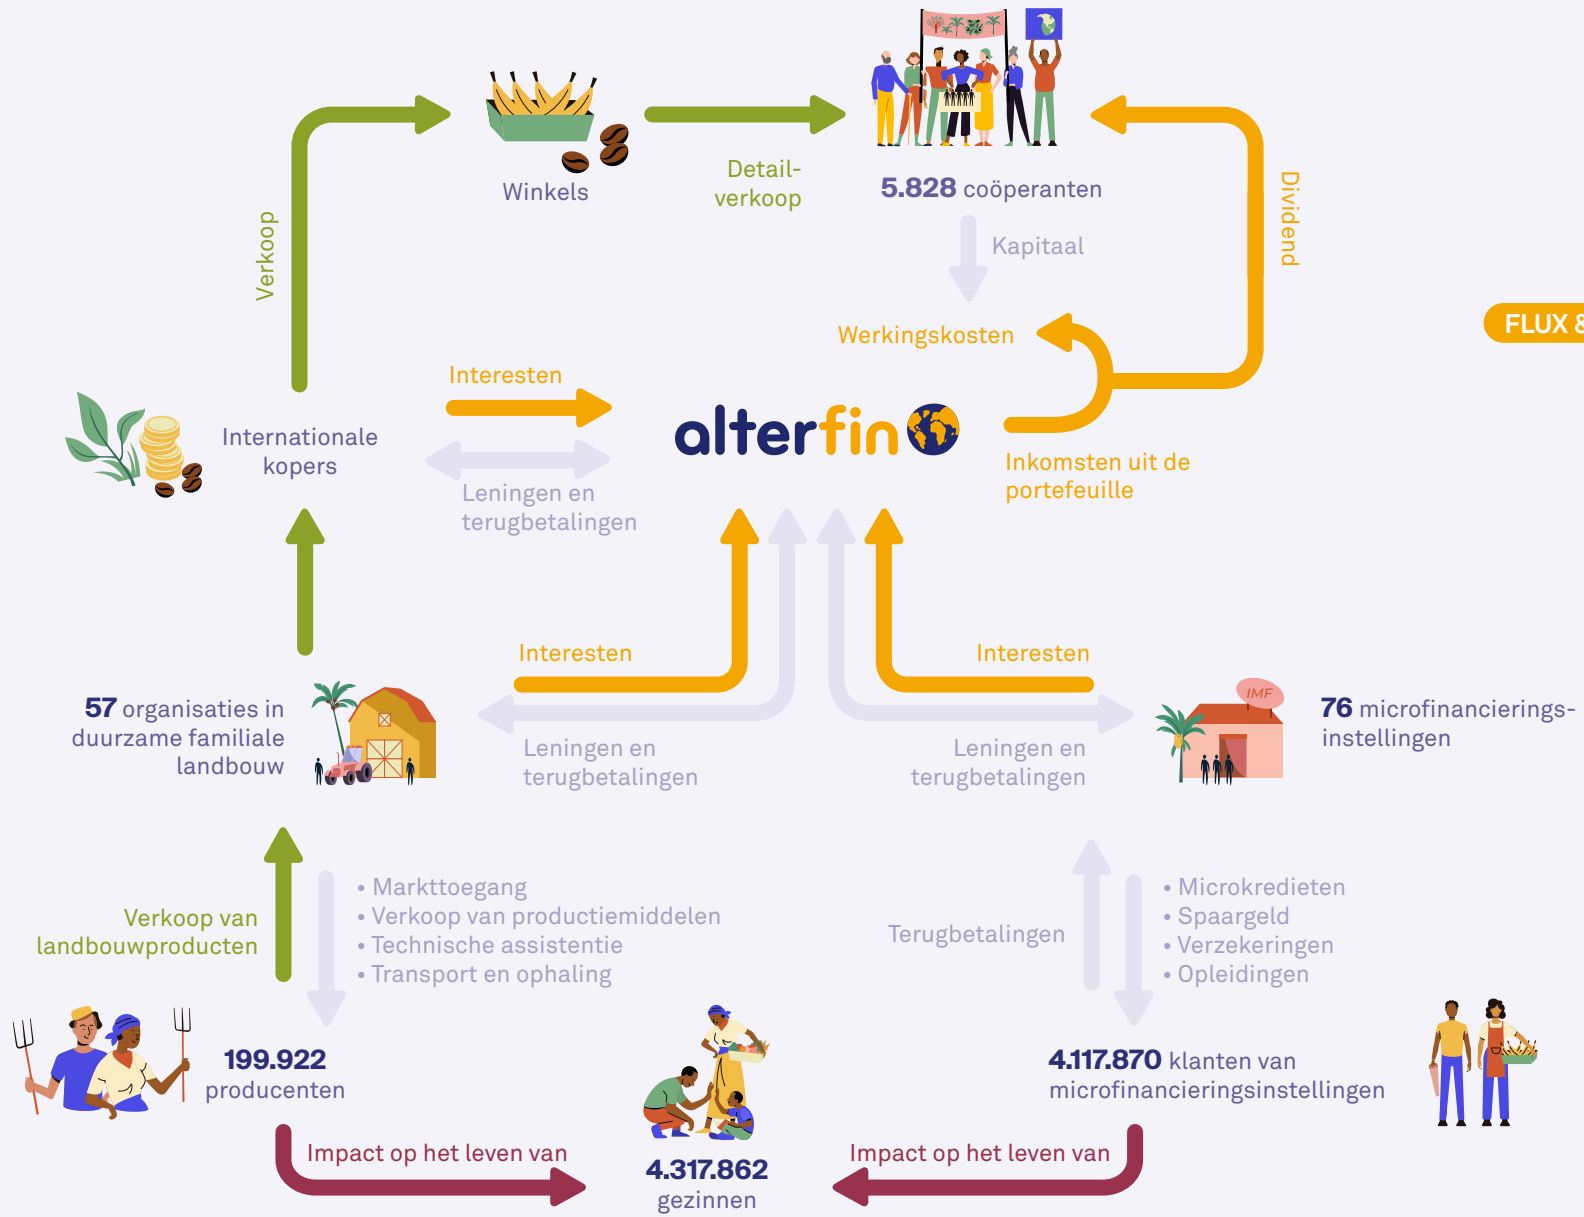 Winkels
Detail-
verkoop
5.828 coöperanten
Kapitaal
Dividend
Verkoop
FLUX &
Werkingskosten
Interesten
alterfin
Internationale
kopers
Leningen en
terugbetalingen
Inkomsten uit de
portefeuille
Interesten
Interesten
57 organisaties in
duurzame familiale
landbouw
Leningen en
terugbetalingen
Leningen en
terugbetalingen
IMF
76 microfinancierings-
instellingen
Verkoop van
landbouwproducten
• Markttoegang
• Verkoop van productiemiddelen
• Technische assistentie
• Transport en ophaling
Terugbetalingen
• Microkredieten
• Spaargeld
• Verzekeringen
• Opleidingen
199.922
producenten
4.117.870 klanten van
microfinancieringsinstellingen
Impact op het leven van
Impact op het leven van
4.317.862
gezinnen